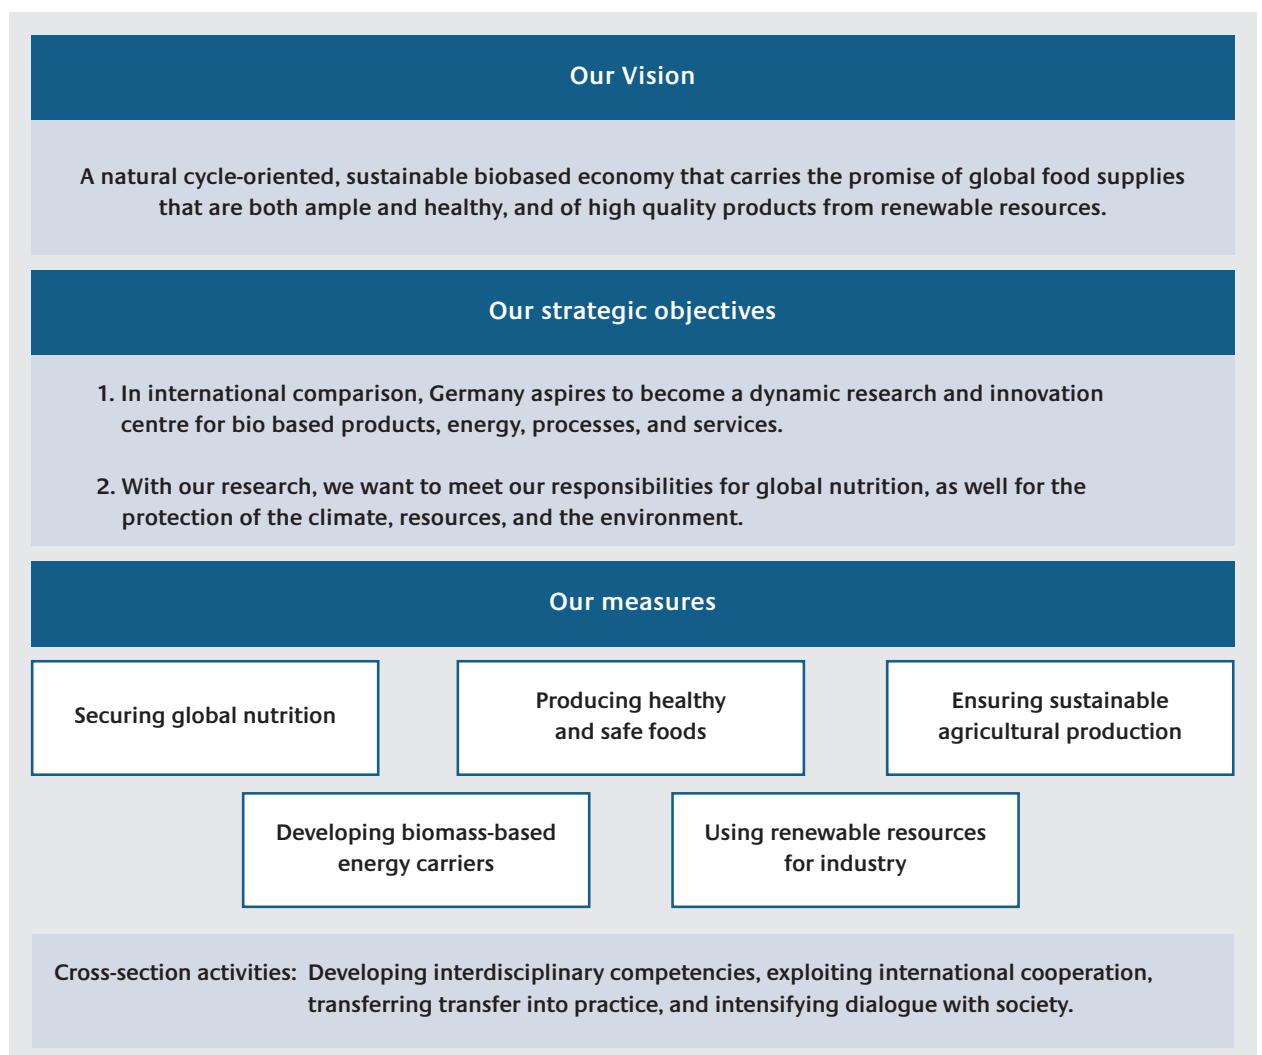 Our Vision
A natural cycle-oriented, sustainable biobased economy that carries the promise of global food supplies
that are both ample and healthy, and of high quality products from renewable resources.
Our strategic objectives
1. In international comparison, Germany aspires to become a dynamic research and innovation
centre for bio based products, energy, processes, and services.
2. With our research, we want to meet our responsibilities for global nutrition, as well for the
protection of the climate, resources, and the environment.
Our measures
Securing global nutrition
Producing healthy
and safe foods
Ensuring sustainable
agricultural production
Developing biomass-based
energy carriers
Using renewable resources
for industry
Cross-section activities: Developing interdisciplinary competencies, exploiting international cooperation,
transferring transfer into practice, and intensifying dialogue with society.